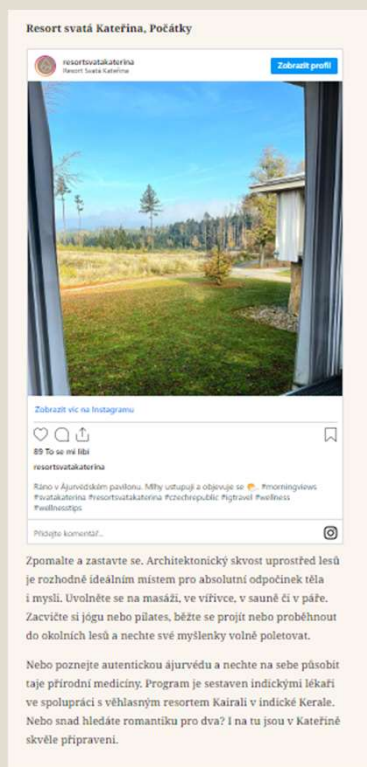 Resort svatá Kateřina, Počátky
resortsvatakaterina
Resort Svatá Kateřina
Zobrazit profil
Zobrazit víc na Instagramu
89 To se mi líbí
resortsvatakaterina
Ráno v Ájurvédském pavilonu. Mlhy ustupují a objevuje se 🌤️. #morningviews
#svatakaterina #resortsvatakaterina #czechrepublic #igtravel #wellness
#wellnesstips
Přidejte komentář...
Zpomalte a zastavte se. Architektonický skvost uprostřed lesů
je rozhodně ideálním místem pro absolutní odpočinek těla
i mysli. Uvolněte se na masáži, ve vířivce, v sauně či v páře.
Zacvičte si jógu nebo pilates, běžte se projít nebo proběhnout
do okolních lesů a nechte své myšlenky volně poletovat.
Nebo poznejte autentickou ájurvédu a nechte na sebe působit
taje přírodní medicíny. Program je sestaven indickými lékaři
ve spolupráci s věhlasným resortem Kairali v indické Kerale.
Nebo snad hledáte romantiku pro dva? I na tu jsou v Kateřině
skvěle připraveni.